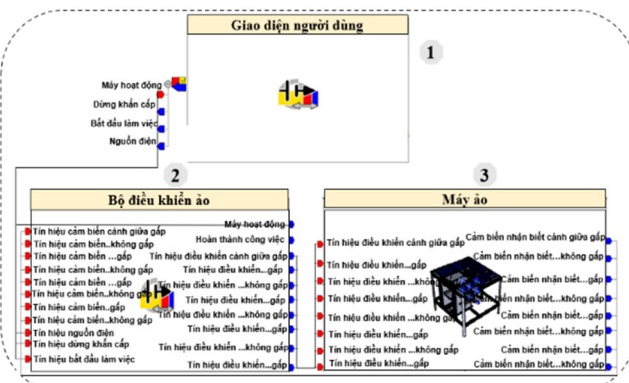 Giao diện người dùng
1
Máy hoạt động
Dừng khẩn cấp
Bắt đầu làm việc
Nguồn điện
2
Bộ điều khiển ảo
Tín hiệu cảm biến cánh giữa gấp
Tín hiệu cảm biến..không gấp
Tín hiệu cảm biến ...gấp
Tín hiệu cảm biến..không gấp
Tín hiệu cảm biến ...gấp
Tín hiệu cảm biến..không gấp
Tín hiệu cảm biến..gấp
Tín hiệu cảm biến..không gấp
Tín hiệu nguồn điện
Tín hiệu dừng khẩn cấp
Tín hiệu bắt đầu làm việc
Máy hoạt động
Hoàn thành công việc
Tín hiệu điều khiển cánh giữa gấp
Tín hiệu điều khiển...gấp
Tín hiệu điều khiển ...không gấp
Tín hiệu điều khiển...gấp
Tín hiệu điều khiển ...không gấp
Tín hiệu điều khiển...gấp
Tín hiệu điều khiển ...không gấp
Tín hiệu điều khiển...gấp
3
Máy ảo
Tín hiệu điều khiển cánh giữa gấp
Tín hiệu điều khiển...gấp
Tín hiệu điều khiển ...không
Tín hiệu điều khiển...gấp
Tín hiệu điều khiển ...không
Tín hiệu điều khiển...gấp
Tín hiệu điều khiển ...không gấp
Tín hiệu điều khiển...gấp
Cảm biến nhận biết cánh giữa gấp
Cảm biến nhận biết...không gấp
Cảm biến nhận biết...gấp
Cảm biến nhận biết...không gấp
Cảm biến nhận biết...gấp
Cảm biến nhận biết...không gấp
Cảm biến nhận biết...gấp
Cảm biến nhận biết...không gấp